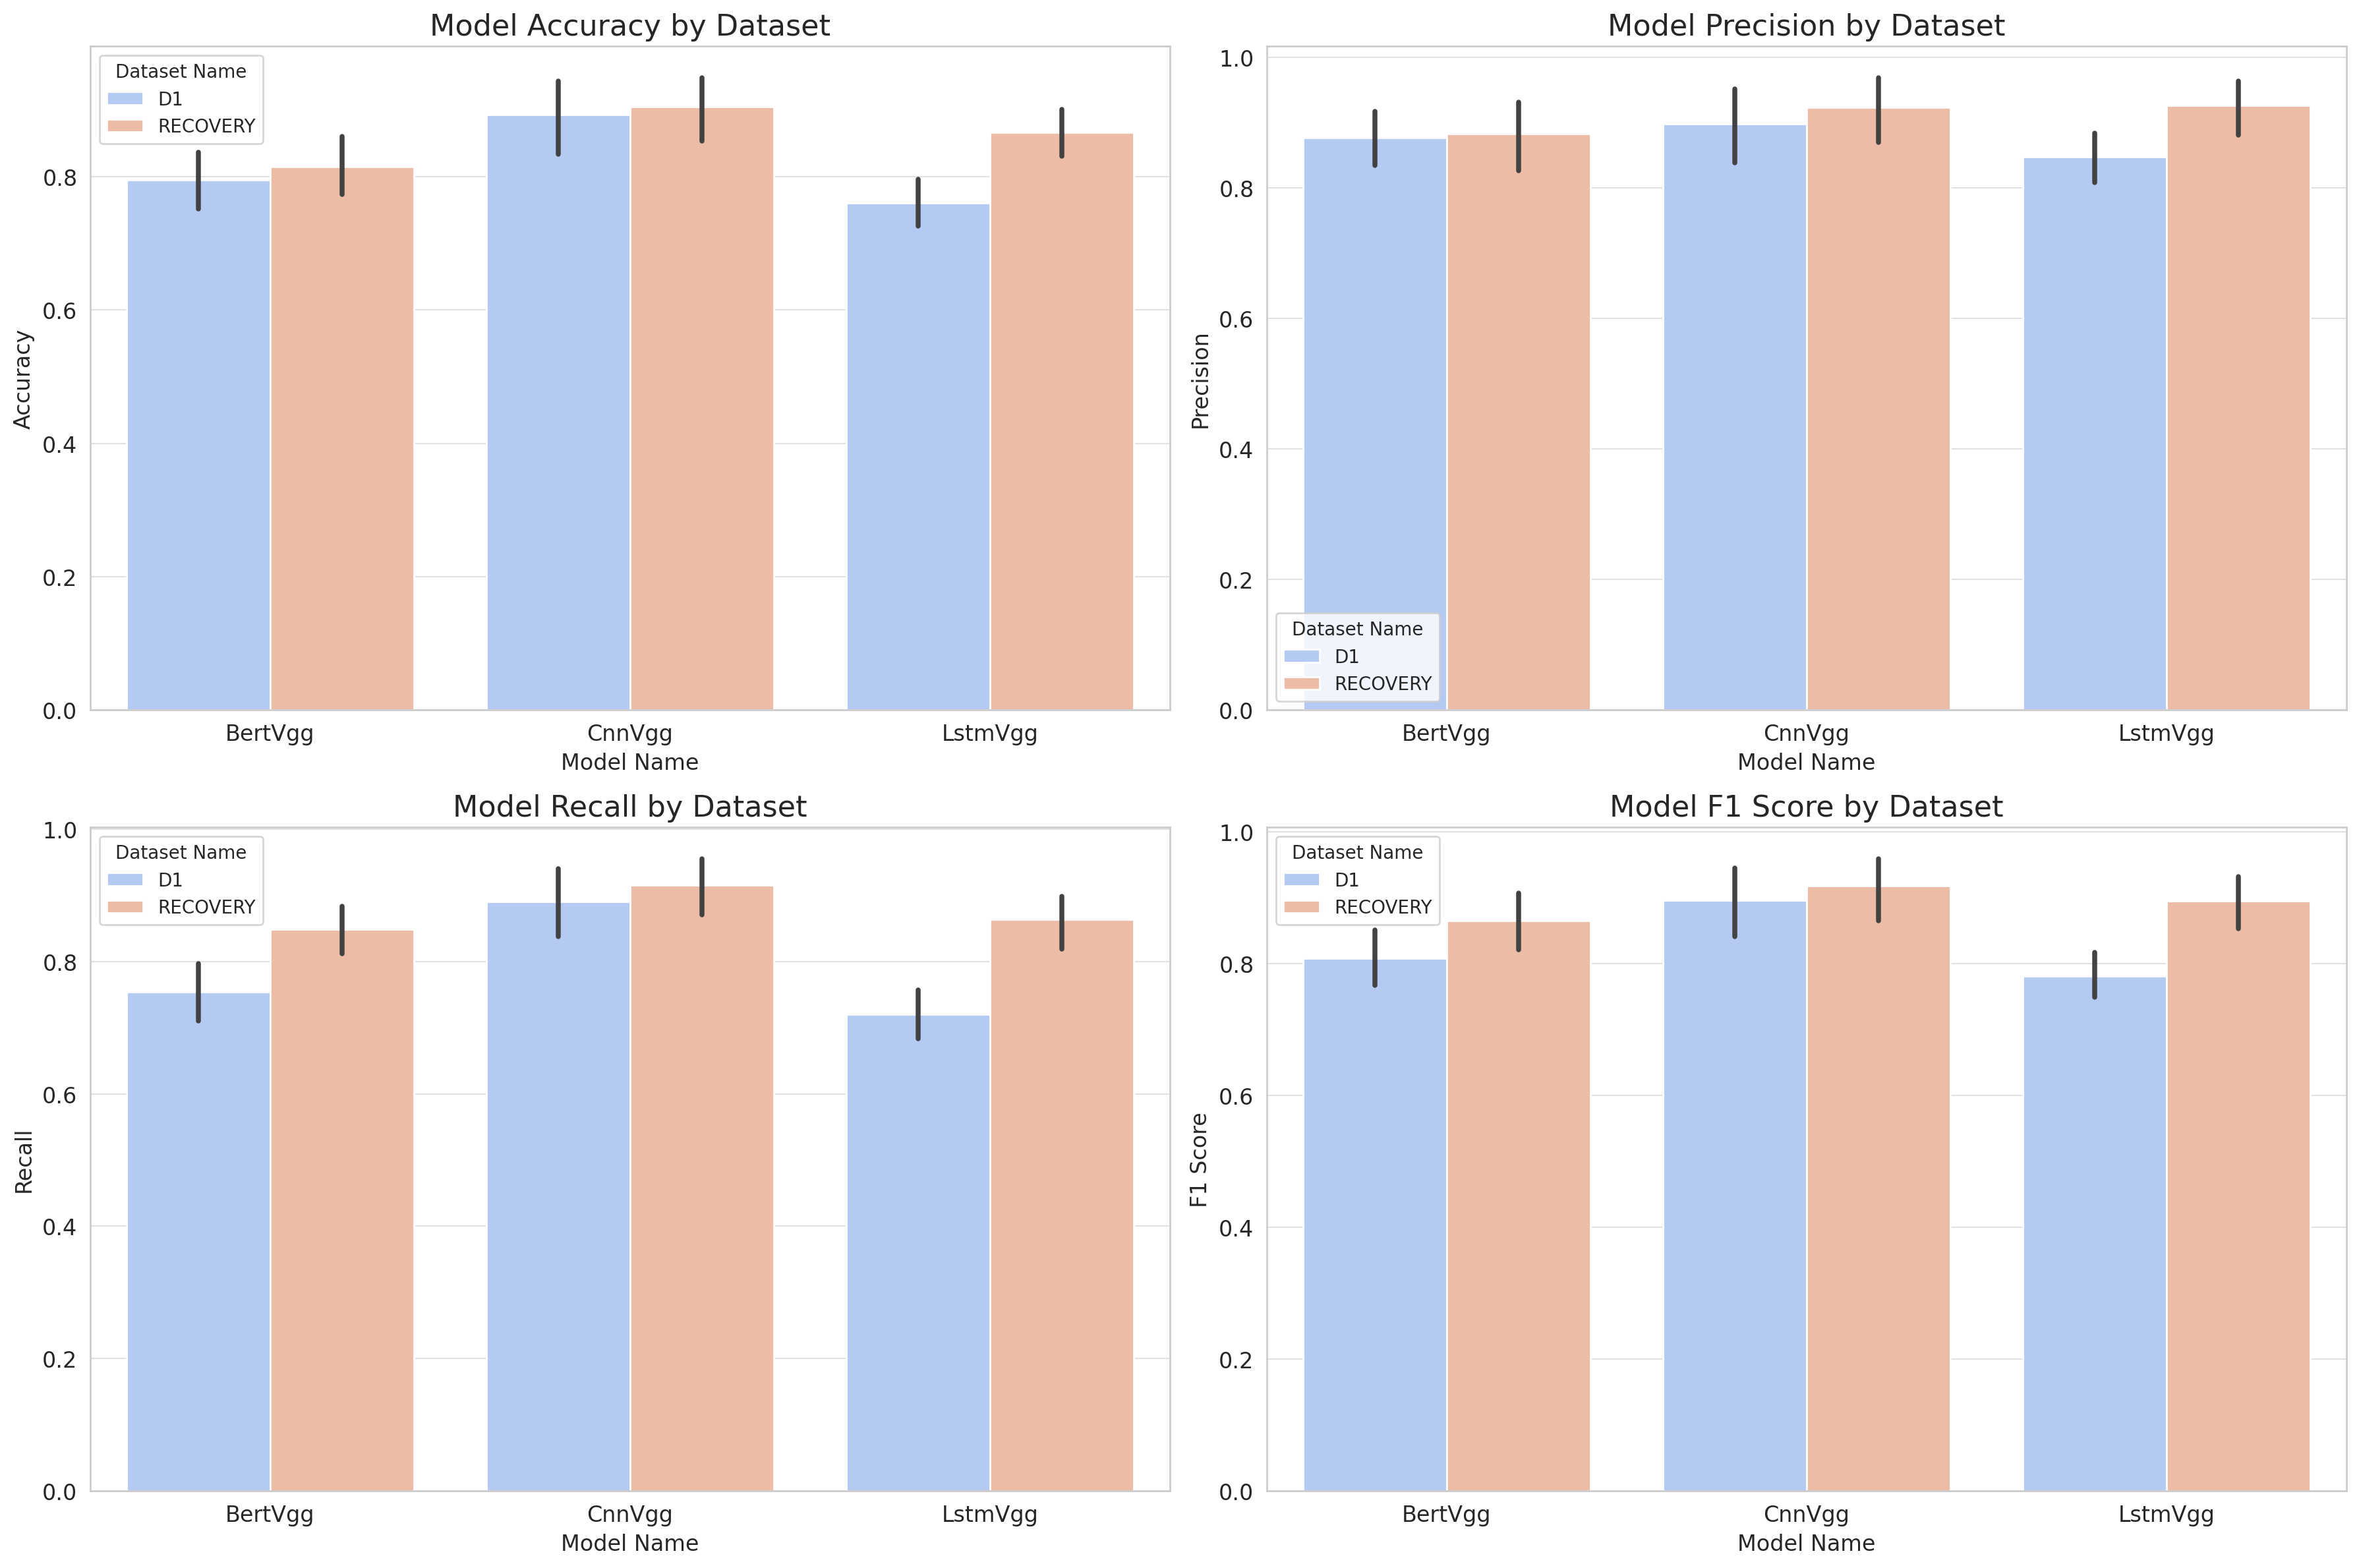 Model Accuracy by Dataset
Dataset Name
D1
RECOVERY
0.8
0.6
0.4
0.2
0.0
Accuracy
BertVgg CnnVgg LstmVgg
Model Name
Model Precision by Dataset
1.0
0.8
0.6
0.4
0.2
0.0
Precision
Dataset Name
D1
RECOVERY
BertVgg CnnVgg LstmVgg
Model Name
Model Recall by Dataset
Dataset Name
D1
RECOVERY
1.0
0.8
0.6
0.4
0.2
0.0
Recall
BertVgg CnnVgg LstmVgg
Model Name
Model F1 Score by Dataset
Dataset Name
D1
RECOVERY
1.0
0.8
0.6
0.4
0.2
0.0
F1 Score
BertVgg CnnVgg LstmVgg
Model Name